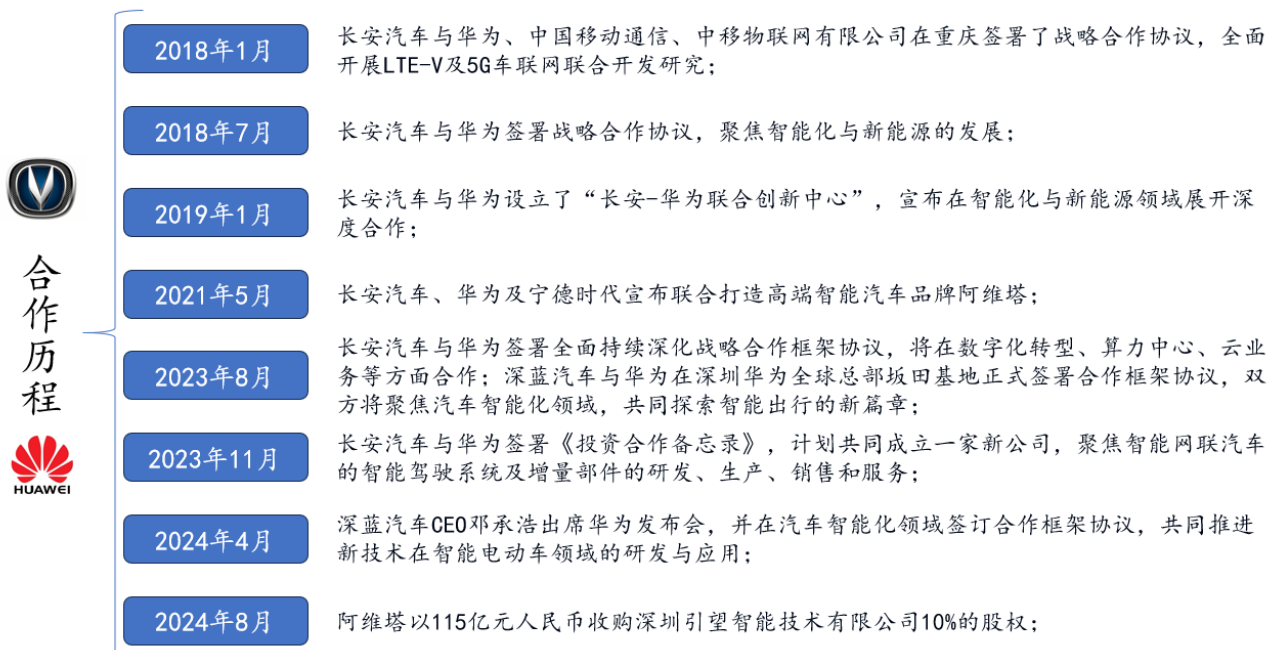 合作历程
HUAWEI
2018年1月
长安汽车与华为、中国移动通信、中移物联网有限公司在重庆签署了战略合作协议，全面
开展LTE-V及5G车联网联合开发研究；
2018年7月
长安汽车与华为签署战略合作协议，聚焦智能化与新能源的发展；
2019年1月
长安汽车与华为设立了“长安-华为联合创新中心”，宣布在智能化与新能源领域展开深
度合作；
2021年5月
长安汽车、华为及宁德时代宣布联合打造高端智能汽车品牌阿维塔；
2023年8月
长安汽车与华为签署全面持续深化战略合作框架协议，将在数字化转型、算力中心、云业
务等方面合作；深蓝汽车与华为在深圳华为全球总部坂田基地正式签署合作框架协议，双
方将聚焦汽车智能化领域，共同探索智能出行的新篇章；
2023年11月
长安汽车与华为签署《投资合作备忘录》，计划共同成立一家新公司，聚焦智能网联汽车
的智能驾驶系统及增量部件的研发、生产、销售和服务；
2024年4月
深蓝汽车CEO邓承浩出席华为发布会，并在汽车智能化领域签订合作框架协议，共同推进
新技术在智能电动车领域的研发与应用；
2024年8月
阿维塔以115亿元人民币收购深圳引望智能技术有限公司10%的股权；